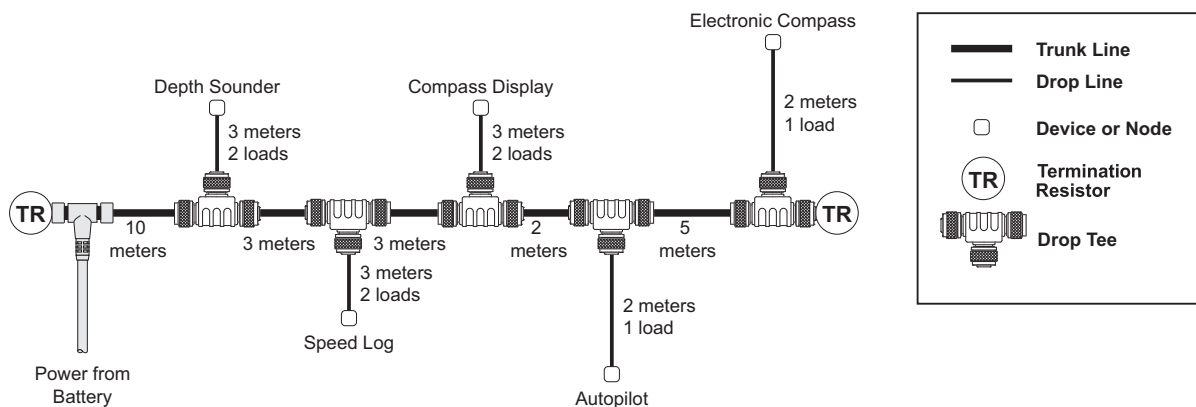 Electronic Compass
2 meters
1 load
Depth Sounder
3 meters
2 loads
Compass Display
3 meters
2 loads
TR
10
meters
3 meters
3 meters
2
meters
5
meters
TR
3 meters
2 loads
Speed Log
2 meters
1 load
Autopilot
Power from
Battery
Trunk Line
Drop Line
Device or Node
TR
Termination
Resistor
Drop Tee